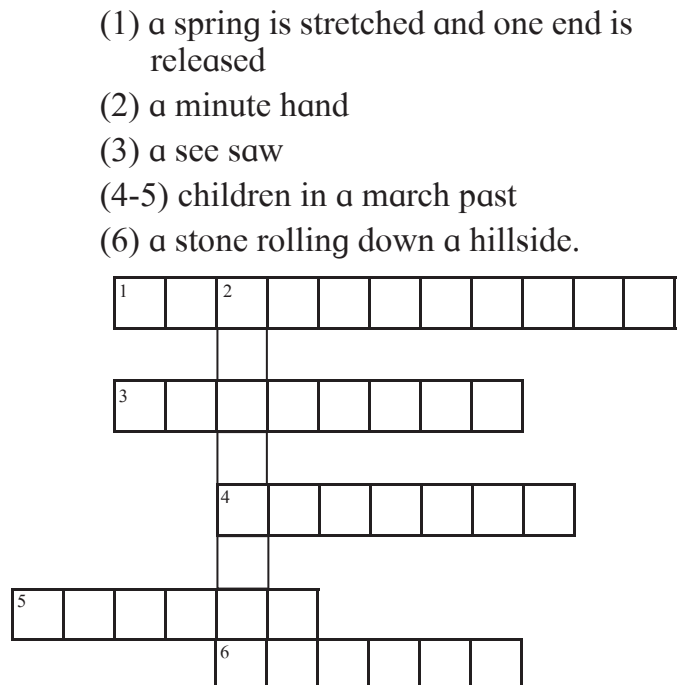 (1) a spring is stretched and one end is
released
(2) a minute hand
(3) a see saw
(4-5) children in a march past
(6) a stone rolling down a hillside.
1 2
3
4
5
6